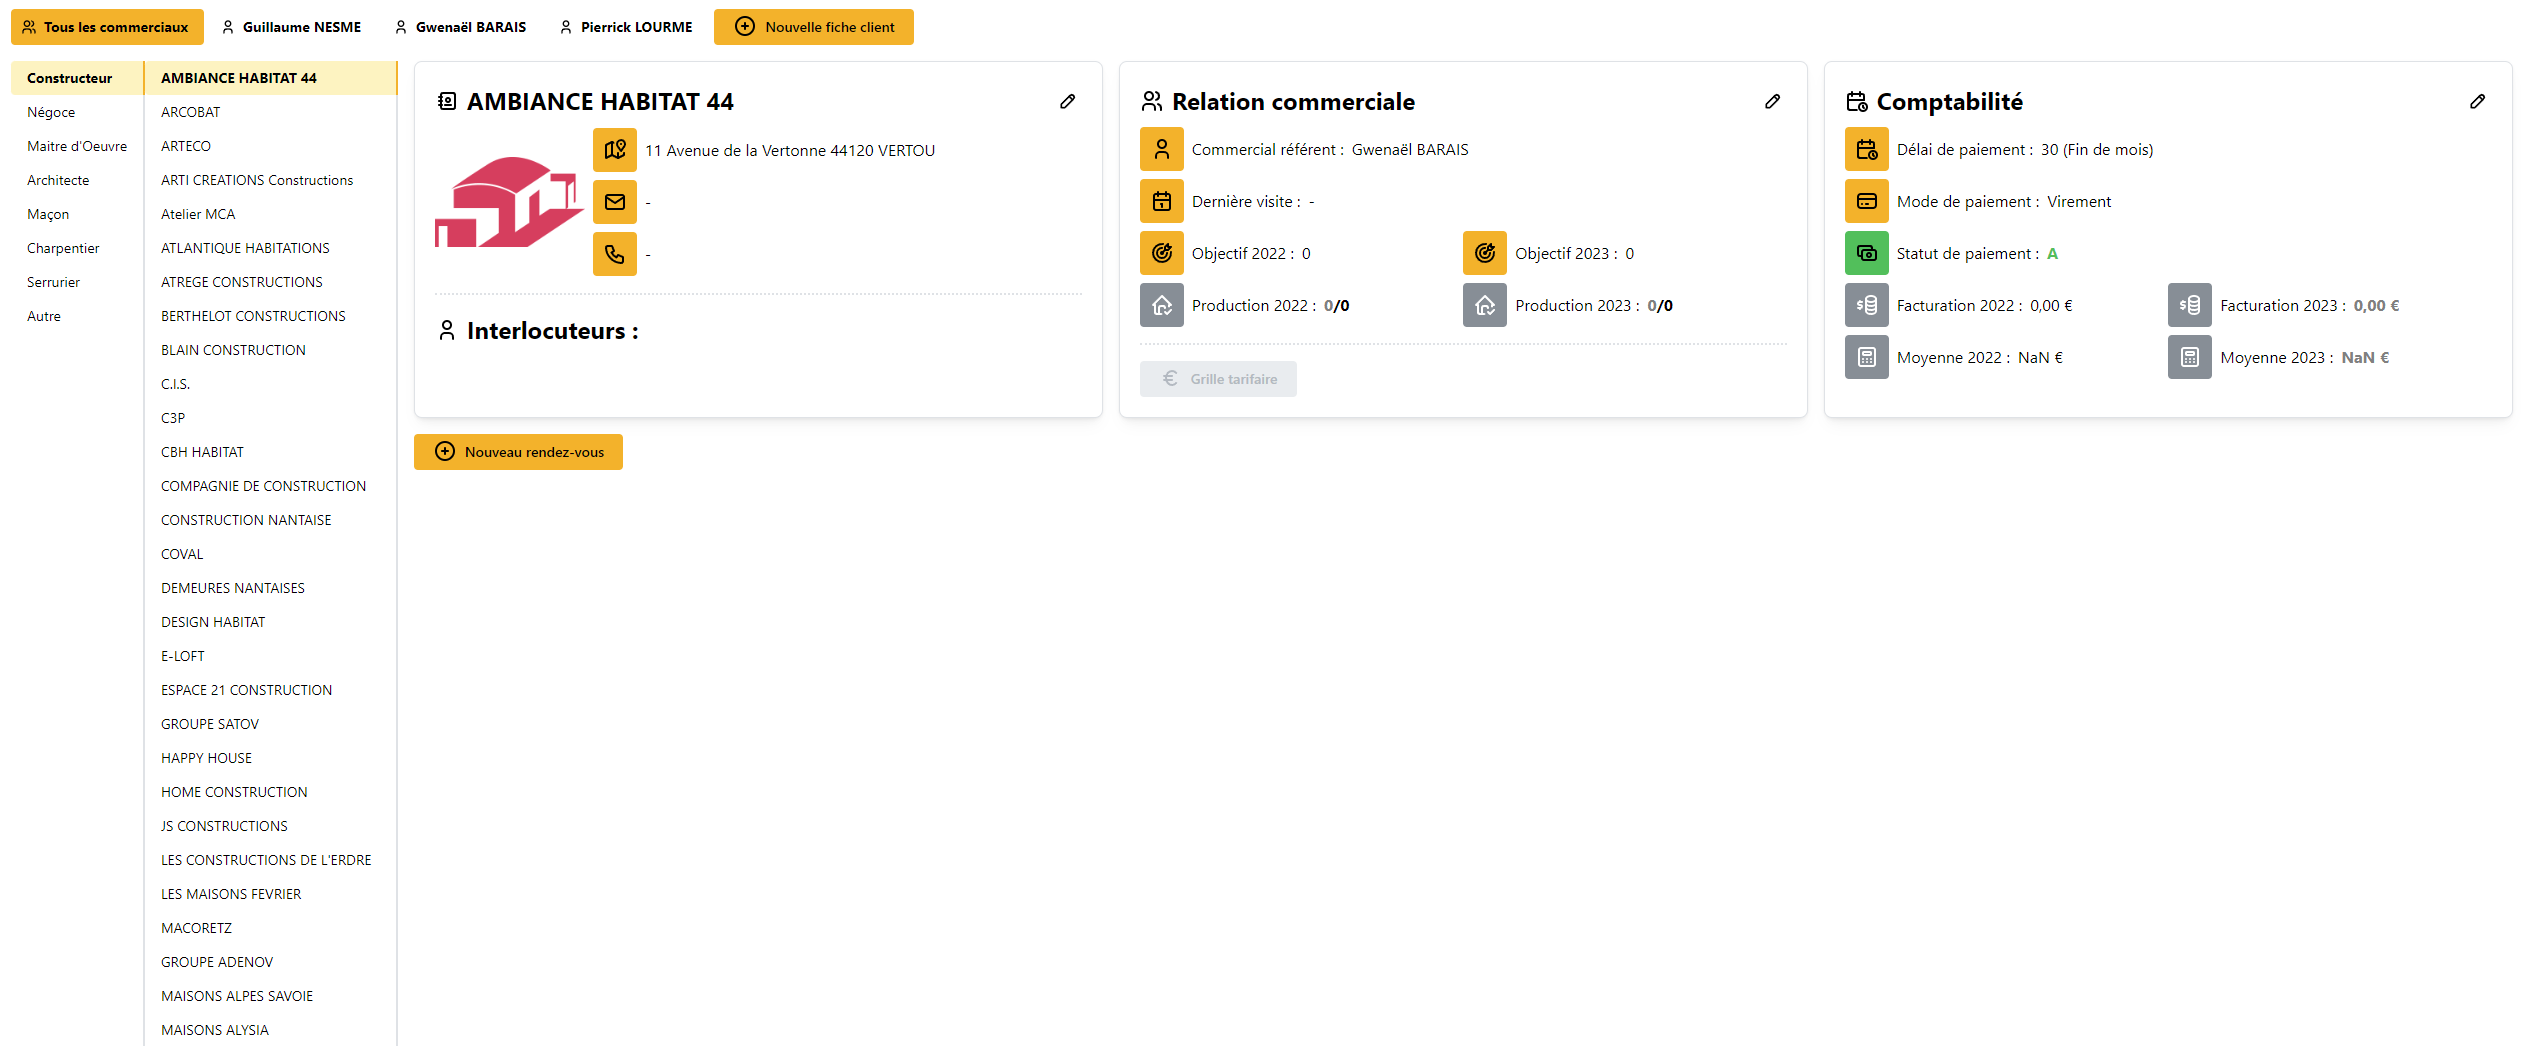 Tous les commerciaux
Guillaume NESME
Gwenaël BARAIS
Pierrick LOURME
Nouvelle fiche client
Constructeur
Négoce
Maitre d'Oeuvre
Architecte
Maçon
Charpentier
Serrurier
Autre
AMBIANCE HABITAT 44
ARCOBAT
ARTECO
ARTI CREATIONS Constructions
Atelier MCA
ATLANTIQUE HABITATIONS
ATREGE CONSTRUCTIONS
BERTHELOT CONSTRUCTIONS
BLAIN CONSTRUCTION
C.I.S.
C3P
CBH HABITAT
COMPAGNIE DE CONSTRUCTION
CONSTRUCTION NANTAISE
COVAL
DEMEURES NANTAISES
DESIGN HABITAT
E-LOFT
ESPACE 21 CONSTRUCTION
GROUPE SATOV
HAPPY HOUSE
HOME CONSTRUCTION
JS CONSTRUCTIONS
LES CONSTRUCTIONS DE L'ERDRE
LES MAISONS FEVRIER
MACORETZ
GROUPE ADENOV
MAISONS ALPES SAVOIE
MAISONS ALYSIA
AMBIANCE HABITAT 44
11 Avenue de la Vertonne 44120 VERTOU
-
-
Interlocuteurs :
Nouveau rendez-vous
Relation commerciale
Commercial référent : Gwenaël BARAIS
Dernière visite : -
Objectif 2022 : 0
Objectif 2023 : 0
Production 2022 : 0/0
Production 2023 : 0/0
€ Grille tarifaire
Comptabilité
Délai de paiement : 30 (Fin de mois)
Mode de paiement : Virement
Statut de paiement : A
Facturation 2022 : 0,00 €
Facturation 2023 : 0,00 €
Moyenne 2022 : NaN €
Moyenne 2023 : NaN €